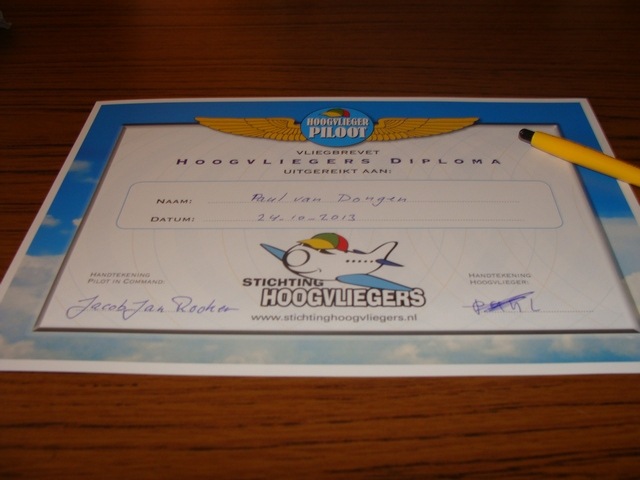 HOOGVLIEGER
PILOOT
VLIEGBREVET
HOOGVLIEGERS DIPLOMA
UITGEREIKT AAN:
NAAM: Paul van Dongen
DATUM: 24-10-2013
STICHTING
HOOGVLIEGERS
www.stichtinghoogvliegers.nl
HANDTEKENING
PILOT IN COMMAND:
Jacob Jan
HANDTEKENING
HOOGVLIEGER: